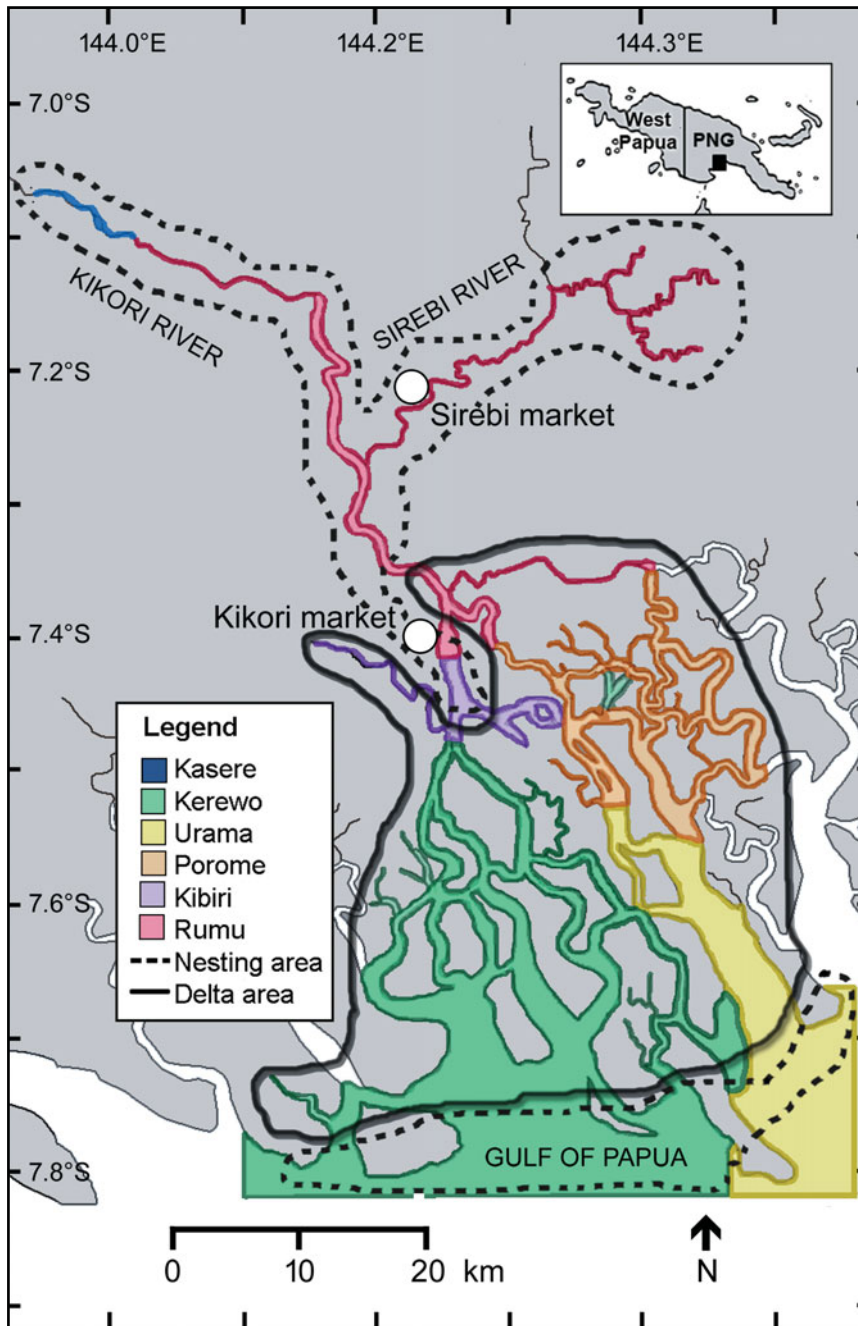 144.0°E
144.2°E
144.3°E
7.0°S
West
Papua
PNG
KIKORI RIVER
SIREBI RIVER
7.2°S
Sirebi market
7.4°S
Kikori market
Legend
Kasere
Kerewo
Urama
Porome
Kibiri
Rumu
Nesting area
Delta area
7.6°S
7.8°S
GULF OF PAPUA
0 10 20 km
N